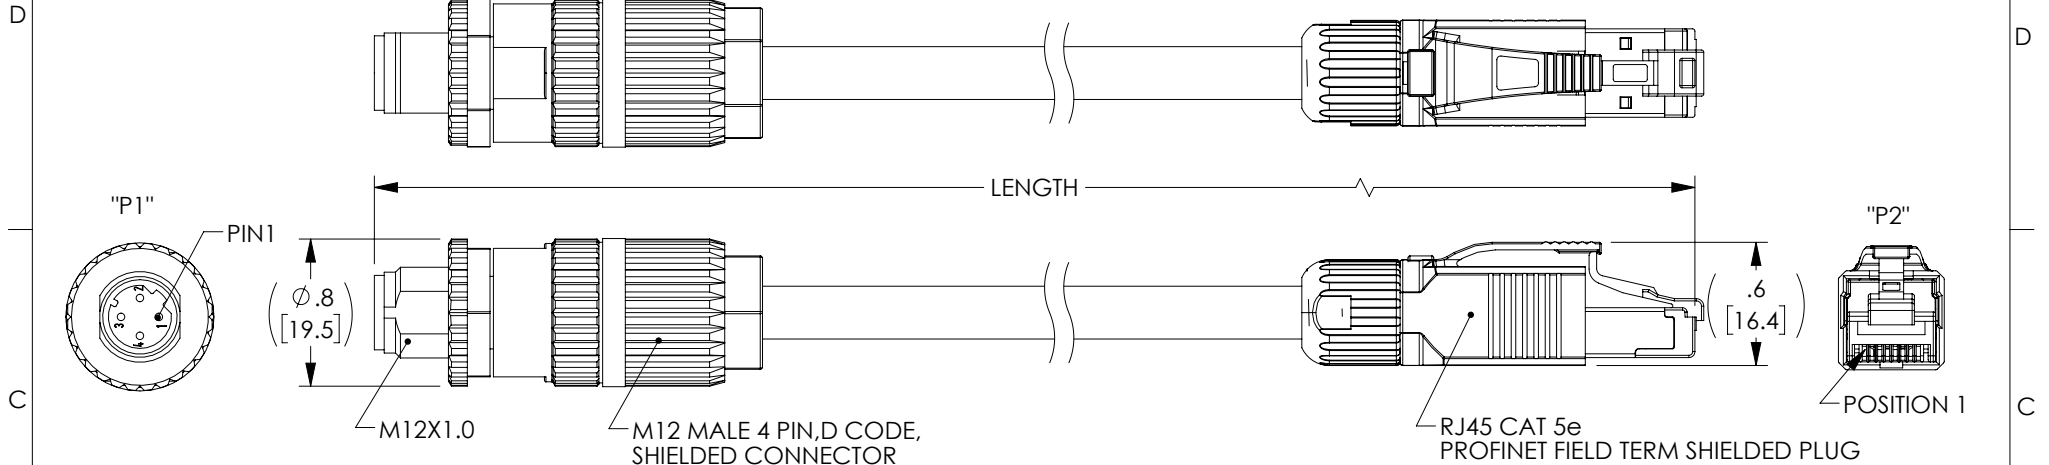 D
D
LENGTH
"P1"
"P2"
PIN1
Ø .8
[19.5]
.6
[16.4]
2
3
1
4
C
C
M12X1.0
M12 MALE 4 PIN,D CODE,
SHIELDED CONNECTOR
RJ45 CAT 5e
PROFINET FIELD TERM SHIELDED PLUG
POSITION 1